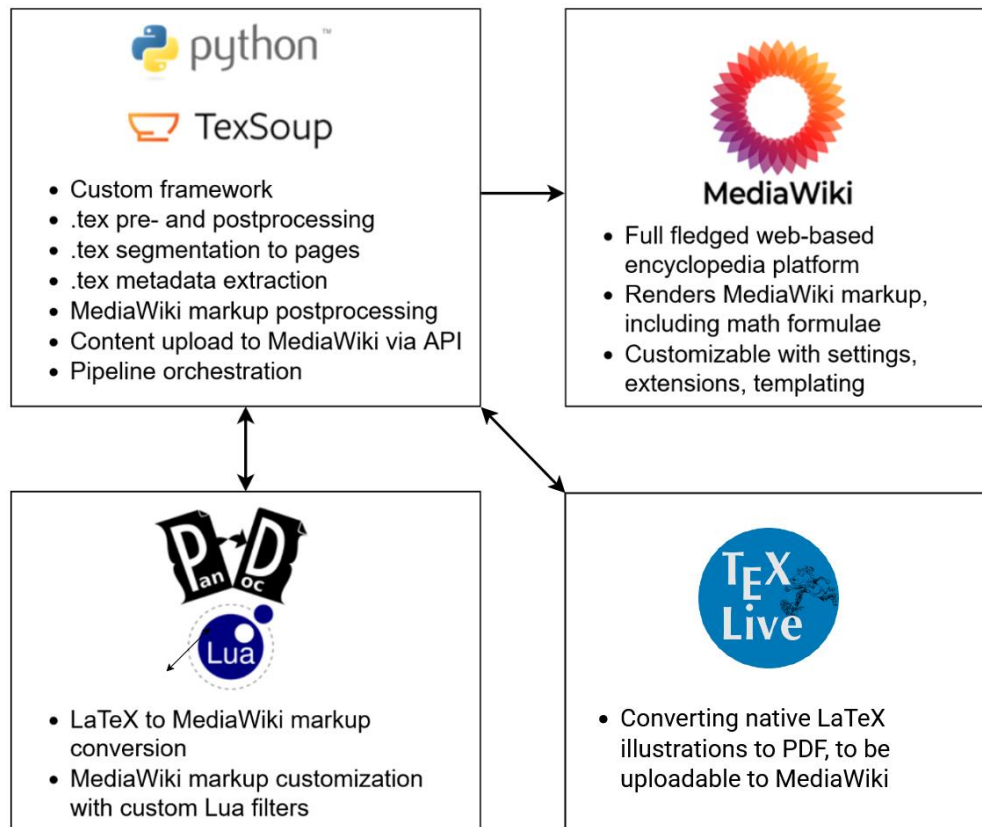 python™
TexSoup
• Custom framework
• .tex pre- and postprocessing
• .tex segmentation to pages
• .tex metadata extraction
• MediaWiki markup postprocessing
• Content upload to MediaWiki via API
• Pipeline orchestration
MediaWiki
• Full fledged web-based
encyclopedia platform
• Renders MediaWiki markup,
including math formulae
• Customizable with settings,
extensions, templating
Pan Doc
Lua
• LaTeX to MediaWiki markup
conversion
• MediaWiki markup customization
with custom Lua filters
TEX
Live
• Converting native LaTeX
illustrations to PDF, to be
uploadable to MediaWiki